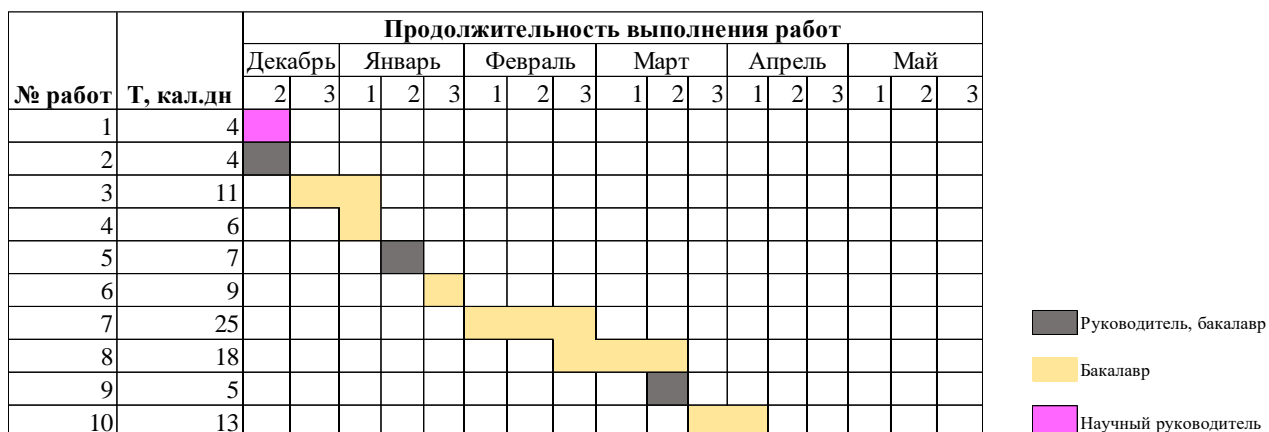 Продолжительность выполнения работ
Декабрь Январь Февраль Март Апрель Май
№ работ Т, кал.дн 2 3 1 2 3 1 2 3 1 2 3 1 2 3 1 2 3
1 4
2 4
3 11
4 6
5 7
6 9
7 25
8 18
9 5
10 13
Руководитель, бакалавр
Бакалавр
Научный руководитель